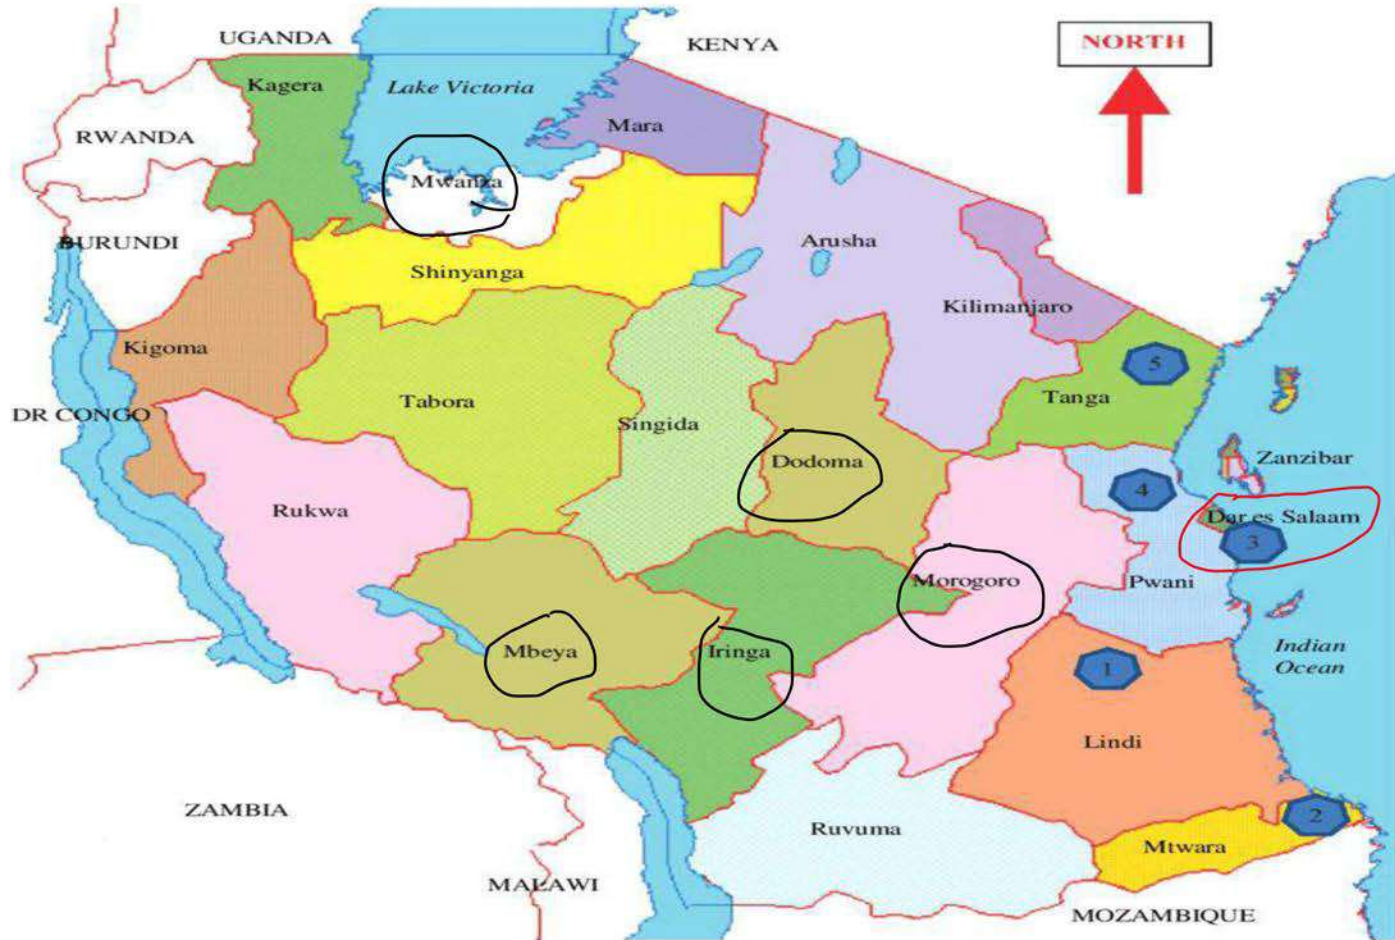 UGANDA
KENYA
NORTH
Kagera
Lake Victoria
Mara
RWANDA
Mwanza
BURUNDI
Arusha
Shinyanga
Kilimanjaro
Kigoma
5
Tanga
DR CONGO
Tabora
Singida
Dodoma
Zanzibar
4
Rukwa
Dar es Salaam
3
Morogoro
Pwani
Mbeya
Iringa
Indian
Ocean
1
Lindi
ZAMBIA
2
Ruvuma
Mtwara
MALAWI
MOZAMBIQUE